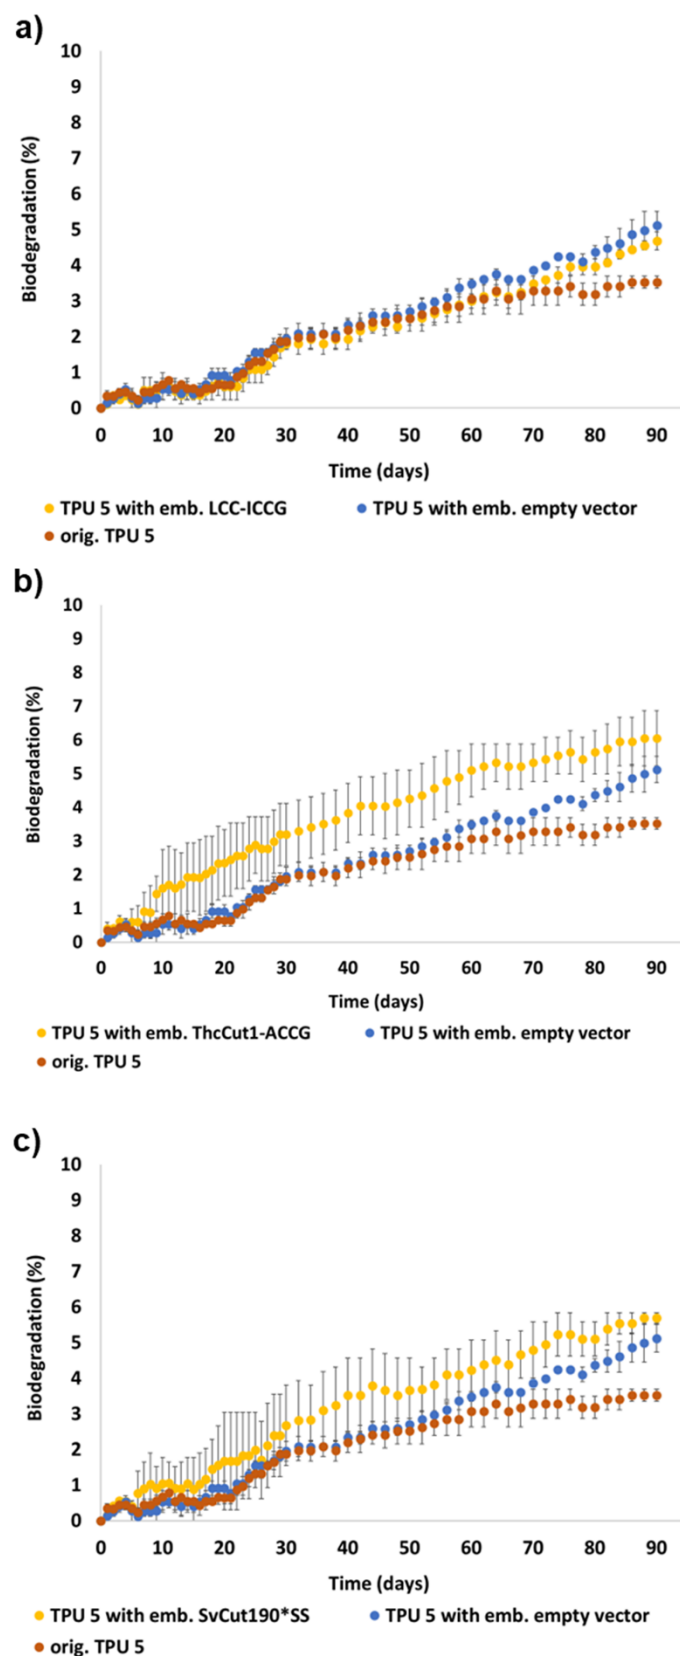 a)
10
9
8
7
6
5
4
3
2
1
0
Biodegradation (%)
0 10 20 30 40 50 60 70 80 90
Time (days)
TPU 5 with emb. LCC-ICCG TPU 5 with emb. empty vector
orig. TPU 5
b)
10
9
8
7
6
5
4
3
2
1
0
Biodegradation (%)
0 10 20 30 40 50 60 70 80 90
Time (days)
TPU 5 with emb. ThcCut1-ACCG TPU 5 with emb. empty vector
orig. TPU 5
c)
10
9
8
7
6
5
4
3
2
1
0
Biodegradation (%)
0 10 20 30 40 50 60 70 80 90
Time (days)
TPU 5 with emb. SvCut190*SS TPU 5 with emb. empty vector
orig. TPU 5